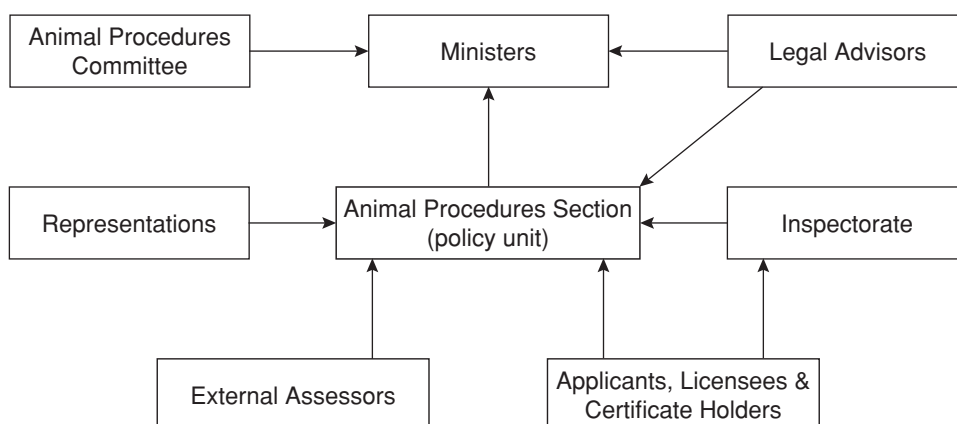 Animal Procedures
Committee
Ministers
Legal Advisors
Representations
Animal Procedures Section
(policy unit)
Inspectorate
External Assessors
Applicants, Licensees &
Certificate Holders